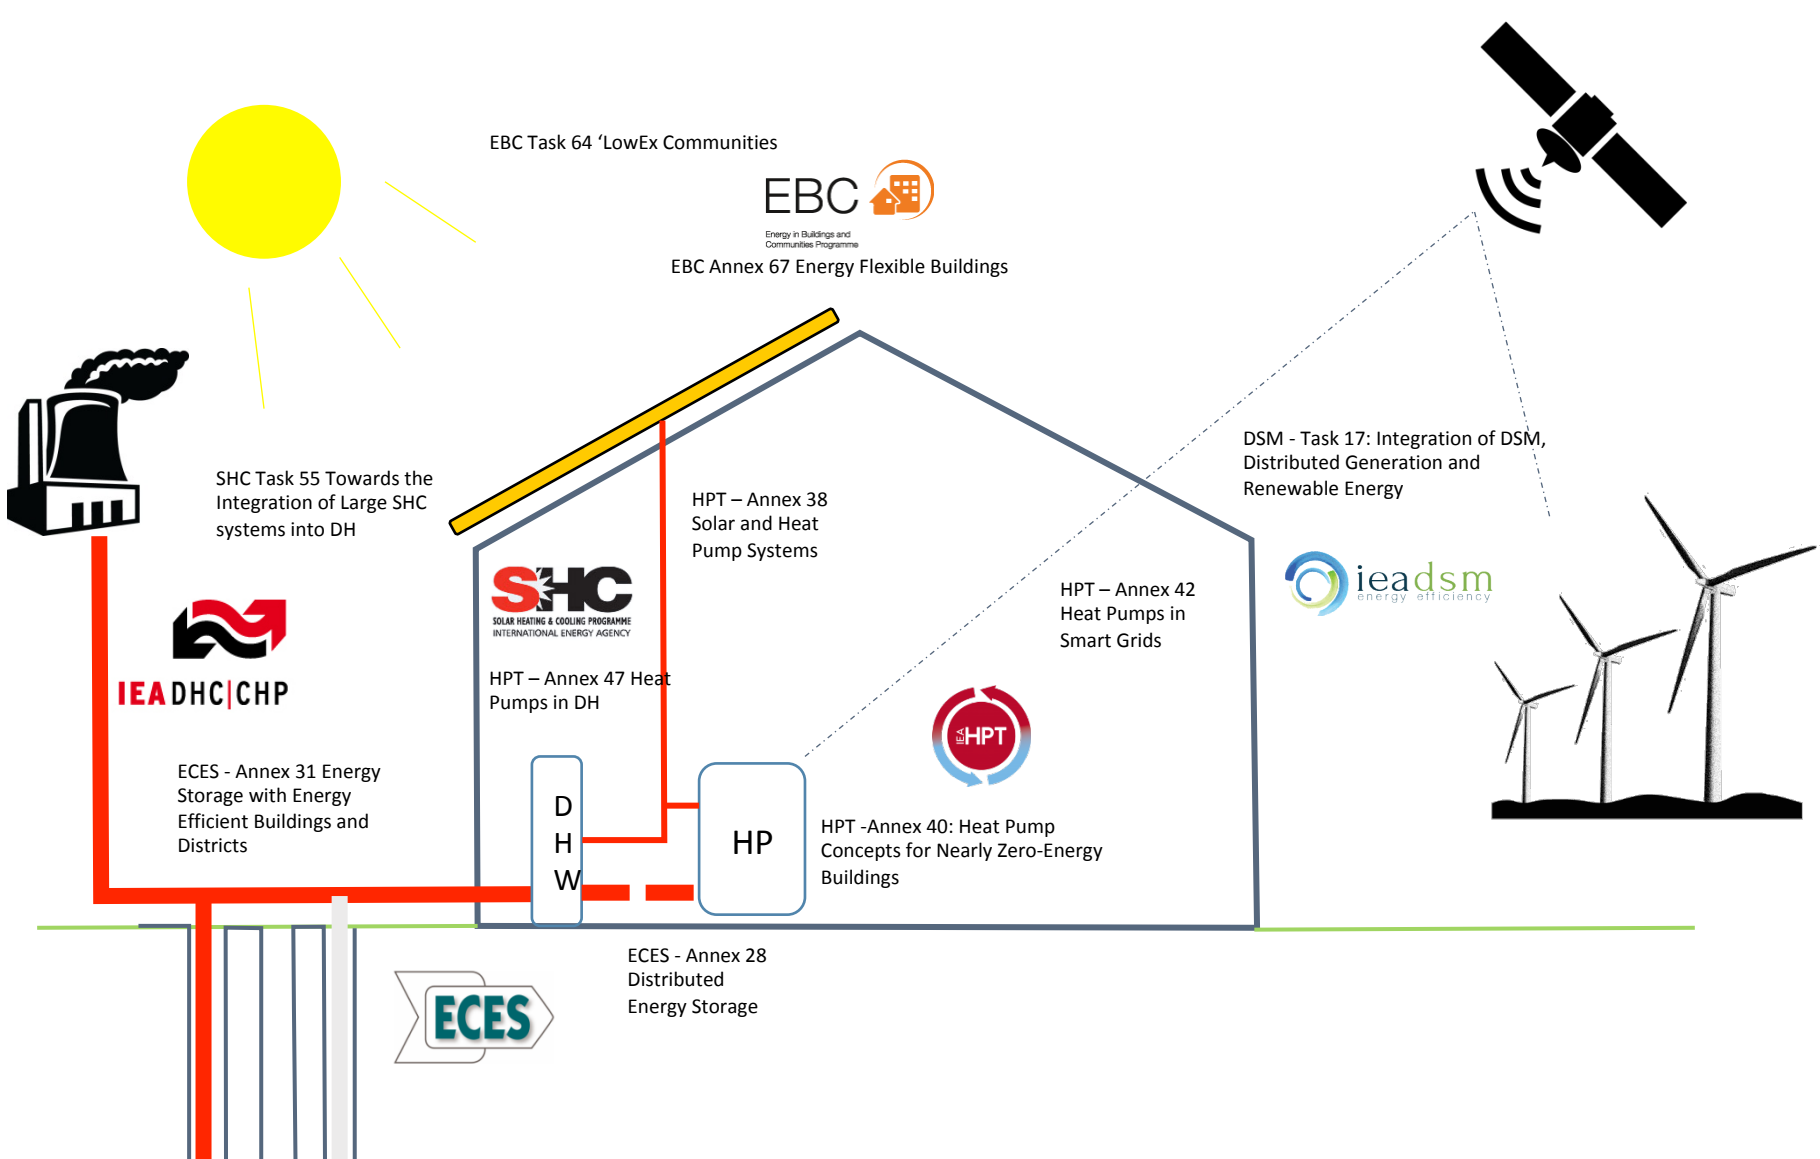 EBC Task 64 ‘LowEx Communities
EBC
Energy in Buildings and
Communities Programme
EBC Annex 67 Energy Flexible Buildings
DSM - Task 17: Integration of DSM,
Distributed Generation and
Renewable Energy
SHC Task 55 Towards the
Integration of Large SHC
systems into DH
HPT – Annex 38
Solar and Heat
Pump Systems
SHC
SOLAR HEATING & COOLING PROGRAMME
INTERNATIONAL ENERGY AGENCY
HPT – Annex 42
Heat Pumps in
Smart Grids
ieadsm
energy efficiency
IEA DHC|CHP
HPT – Annex 47 Heat
Pumps in DH
IEA HPT
ECES - Annex 31 Energy
Storage with Energy
Efficient Buildings and
Districts
D
H
W
HP
HPT -Annex 40: Heat Pump
Concepts for Nearly Zero-Energy
Buildings
ECES - Annex 28
Distributed
Energy Storage
ECES